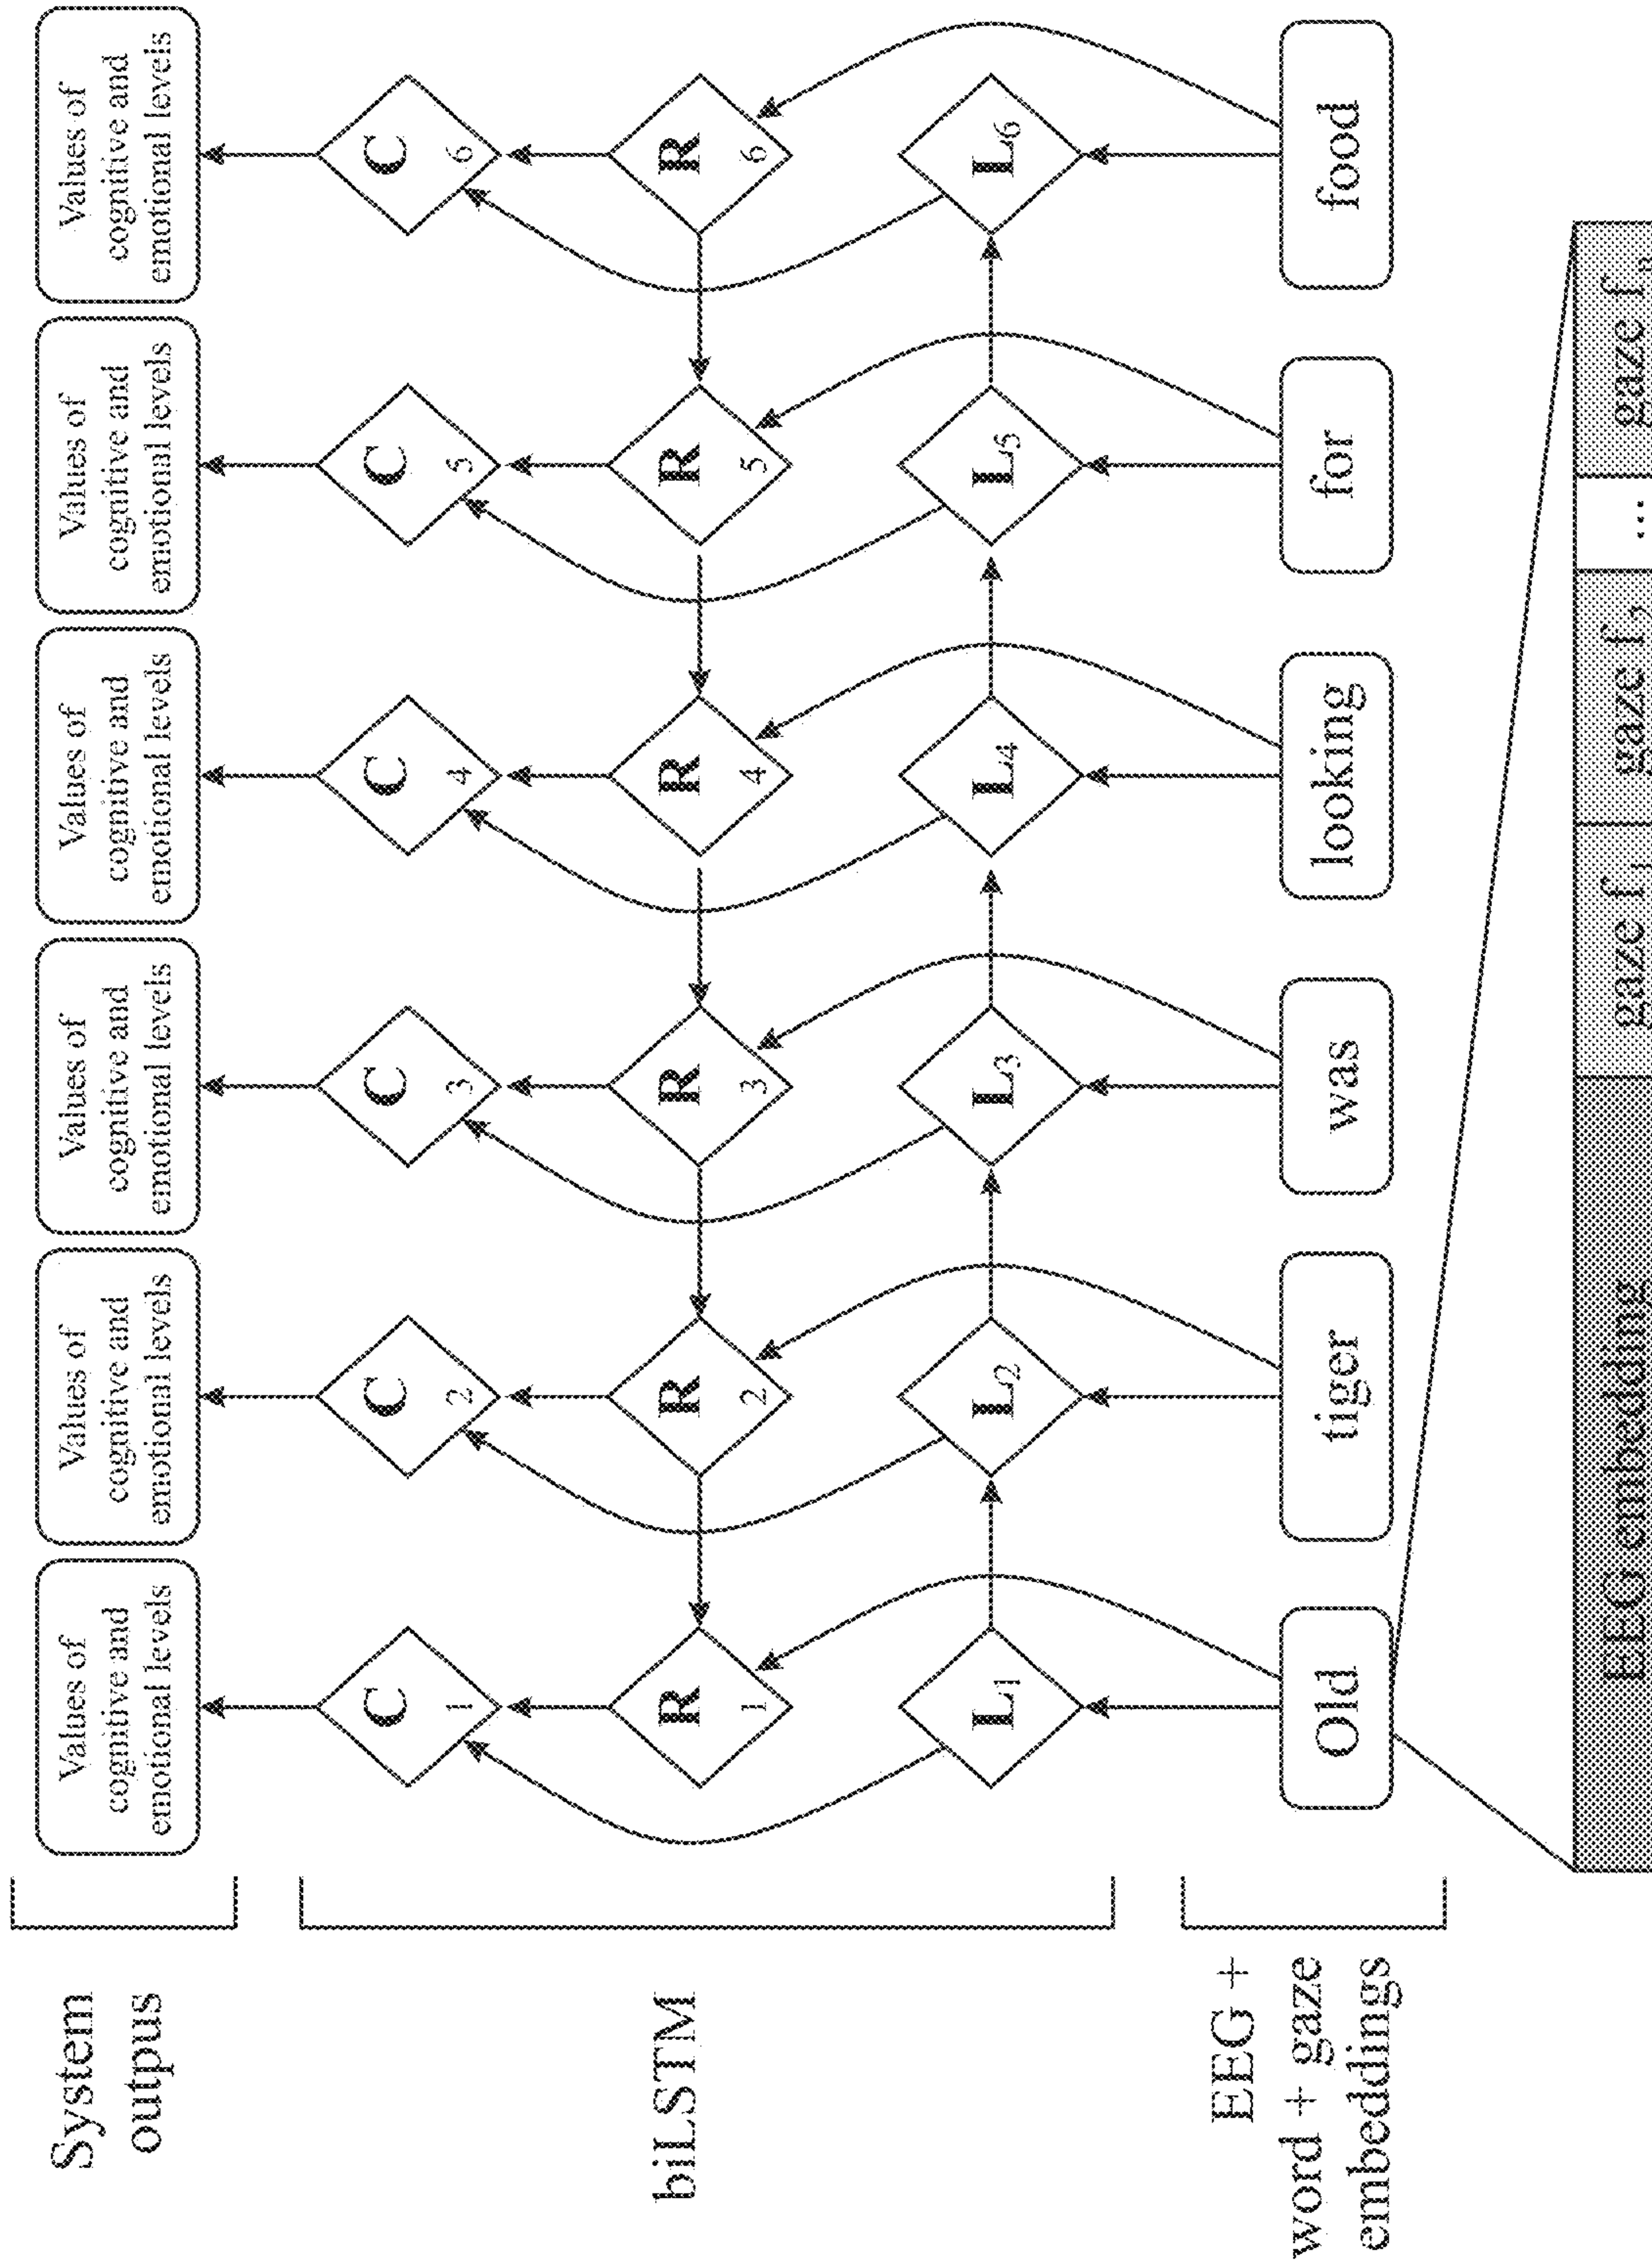 System
outpus
Values of
cognitive and
emotional levels
Values of
cognitive and
emotional levels
Values of
cognitive and
emotional levels
Values of
cognitive and
emotional levels
Values of
cognitive and
emotional levels
Values of
cognitive and
emotional levels
C
1
C
2
C
3
C
4
C
5
C
6
biLSTM
R
1
R
2
R
3
R
4
R
5
R
6
L1
L2
L3
L4
L5
L6
EEG +
word + gaze
embeddings
Old
tiger
was
looking
for
food
EEG embedding
gaze f1
gaze f2
...
gaze fn